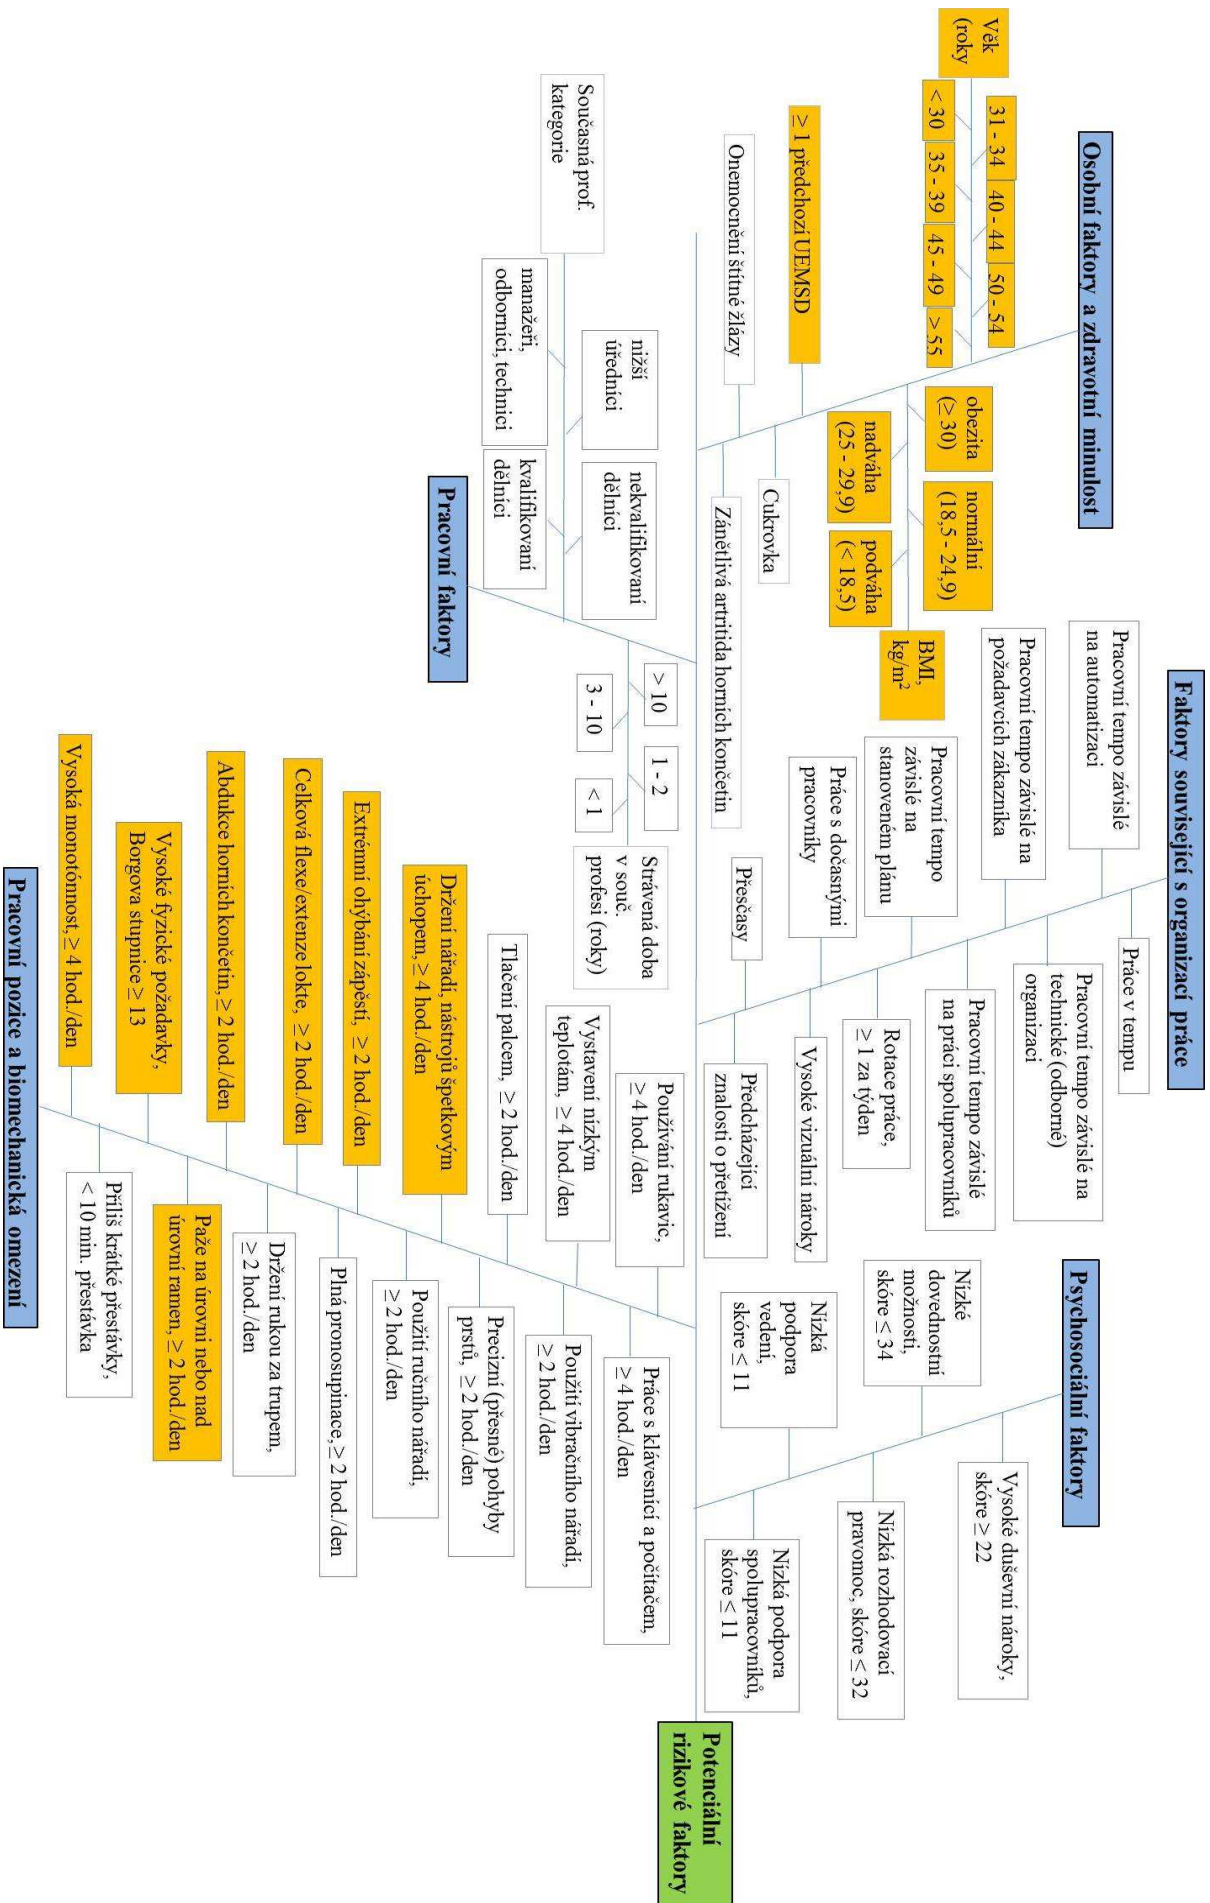 Osobní faktory a zdravotní minulost
Věk
(roky
31 - 34
40 - 44
50 - 54
< 30
35 - 39
45 - 49
> 55
obezita
(≥ 30)
normální
(18,5 - 24,9)
nadváha
(25 - 29,9)
podváha
(< 18,5)
BMI,
kg/m²
≥ 1 předchozí UEMSD
Cukrovka
Onemocnění štítné žlázy
Zánětlivá artritida horních končetin
Faktory související s organizací práce
Práce v tempu
Pracovní tempo závislé
na automatizaci
Pracovní tempo závislé na
technické (odborné)
organizaci
Pracovní tempo závislé na
požadavcích zákazníka
Pracovní tempo závislé
na práci spolupracovníků
Pracovní tempo
závislé na
stanoveném plánu
Rotace práce,
≥ 1 za týden
Práce s dočasnými
pracovníky
Vysoké vizuální nároky
Přesčasy
Předcházející
znalosti o přetížení
Psychosociální faktory
Vysoké duševní nároky,
skóre ≥ 22
Nízké
dovednostní
možnosti,
skóre ≤ 34
Nízká rozhodovací
pravomoc, skóre ≤ 32
Nízká
podpora
vedení,
skóre ≤ 11
Nízká podpora
spolupracovníků,
skóre ≤ 11
Potenciální
rizikové faktory
Současná prof.
kategorie
nižší
úředníci
nekvalifikovaní
dělníci
manažeři,
odborníci, technici
kvalifikovaní
dělníci
> 10
1 - 2
3 - 10
< 1
Strávená doba
v souč.
profesi (roky)
Pracovní faktory
Používání rukavic,
≥ 4 hod./den
Práce s klávesnicí a počítačem,
≥ 4 hod./den
Vystavení nízkým
teplotám, ≥ 4 hod./den
Použití vibračního nářadí,
≥ 2 hod./den
Tlačení palcem, ≥ 2 hod./den
Precizní (přesné) pohyby
prstů, ≥ 2 hod./den
Držení nářadí, nástrojů špetkovým
úchopem, ≥ 4 hod./den
Použití ručního nářadí,
≥ 2 hod./den
Extrémní ohýbání zápěstí, ≥ 2 hod./den
Plná pronosupinace, ≥ 2 hod./den
Celková flexe/extenze lokte, ≥ 2 hod./den
Držení rukou za trupem,
≥ 2 hod./den
Abdukce horních končetin, ≥ 2 hod./den
Paže na úrovni nebo nad
úrovní ramen, ≥ 2 hod./den
Vysoké fyzické požadavky,
Borgova stupnice ≥ 13
Příliš krátké přestávky,
< 10 min. přestávka
Vysoká monotónnost, ≥ 4 hod./den
Pracovní pozice a biomechanická omezení